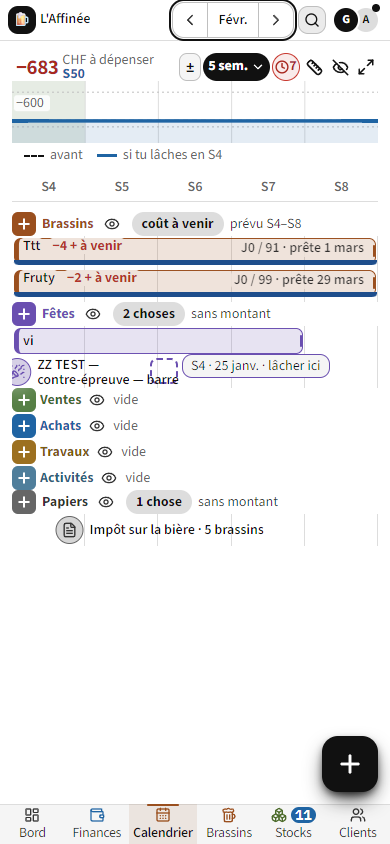 L'Affinée
Févr.
G
A
−683 CHF à dépenser
S50
±
5 sem.
7
−600
avant
si tu lâches en S4
S4 S5 S6 S7 S8
Brassins coût à venir prévu S4–S8
Ttt −4 + à venir J0 / 91 · prête 1 mars
Fruty −2 + à venir J0 / 99 · prête 29 mars
Fêtes 2 choses sans montant
vi
ZZ TEST —
contre-épreuve — barre
S4 · 25 janv. · lâcher ici
Ventes vide
Achats vide
Travaux vide
Activités vide
Papiers 1 chose sans montant
Impôt sur la bière · 5 brassins
+
11
Bord Finances Calendrier Brassins Stocks Clients